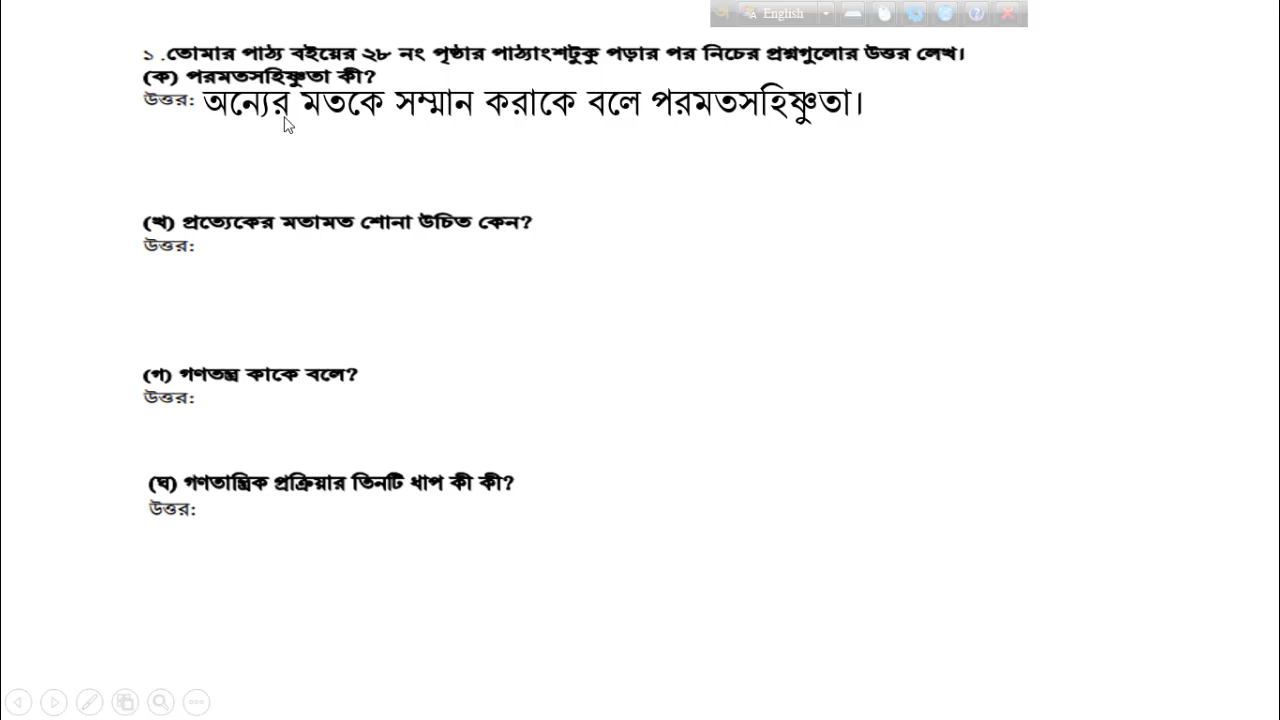 English
১ .তোমার পাঠ্য বইয়ের ২৮ নং পৃষ্ঠার পাঠ্যাংশটুকু পড়ার পর নিচের প্রশ্নগুলোর উত্তর লেখ।
(ক) পরমতসহিষ্ণুতা কী?
উত্তর: অন্যের মতকে সম্মান করাকে বলে পরমতসহিষ্ণুতা।
(খ) প্রত্যেকের মতামত শোনা উচিত কেন?
উত্তর:
(গ) গণতন্ত্র কাকে বলে?
উত্তর:
(ঘ) গণতান্ত্রিক প্রক্রিয়ার তিনটি ধাপ কী কী?
উত্তর: